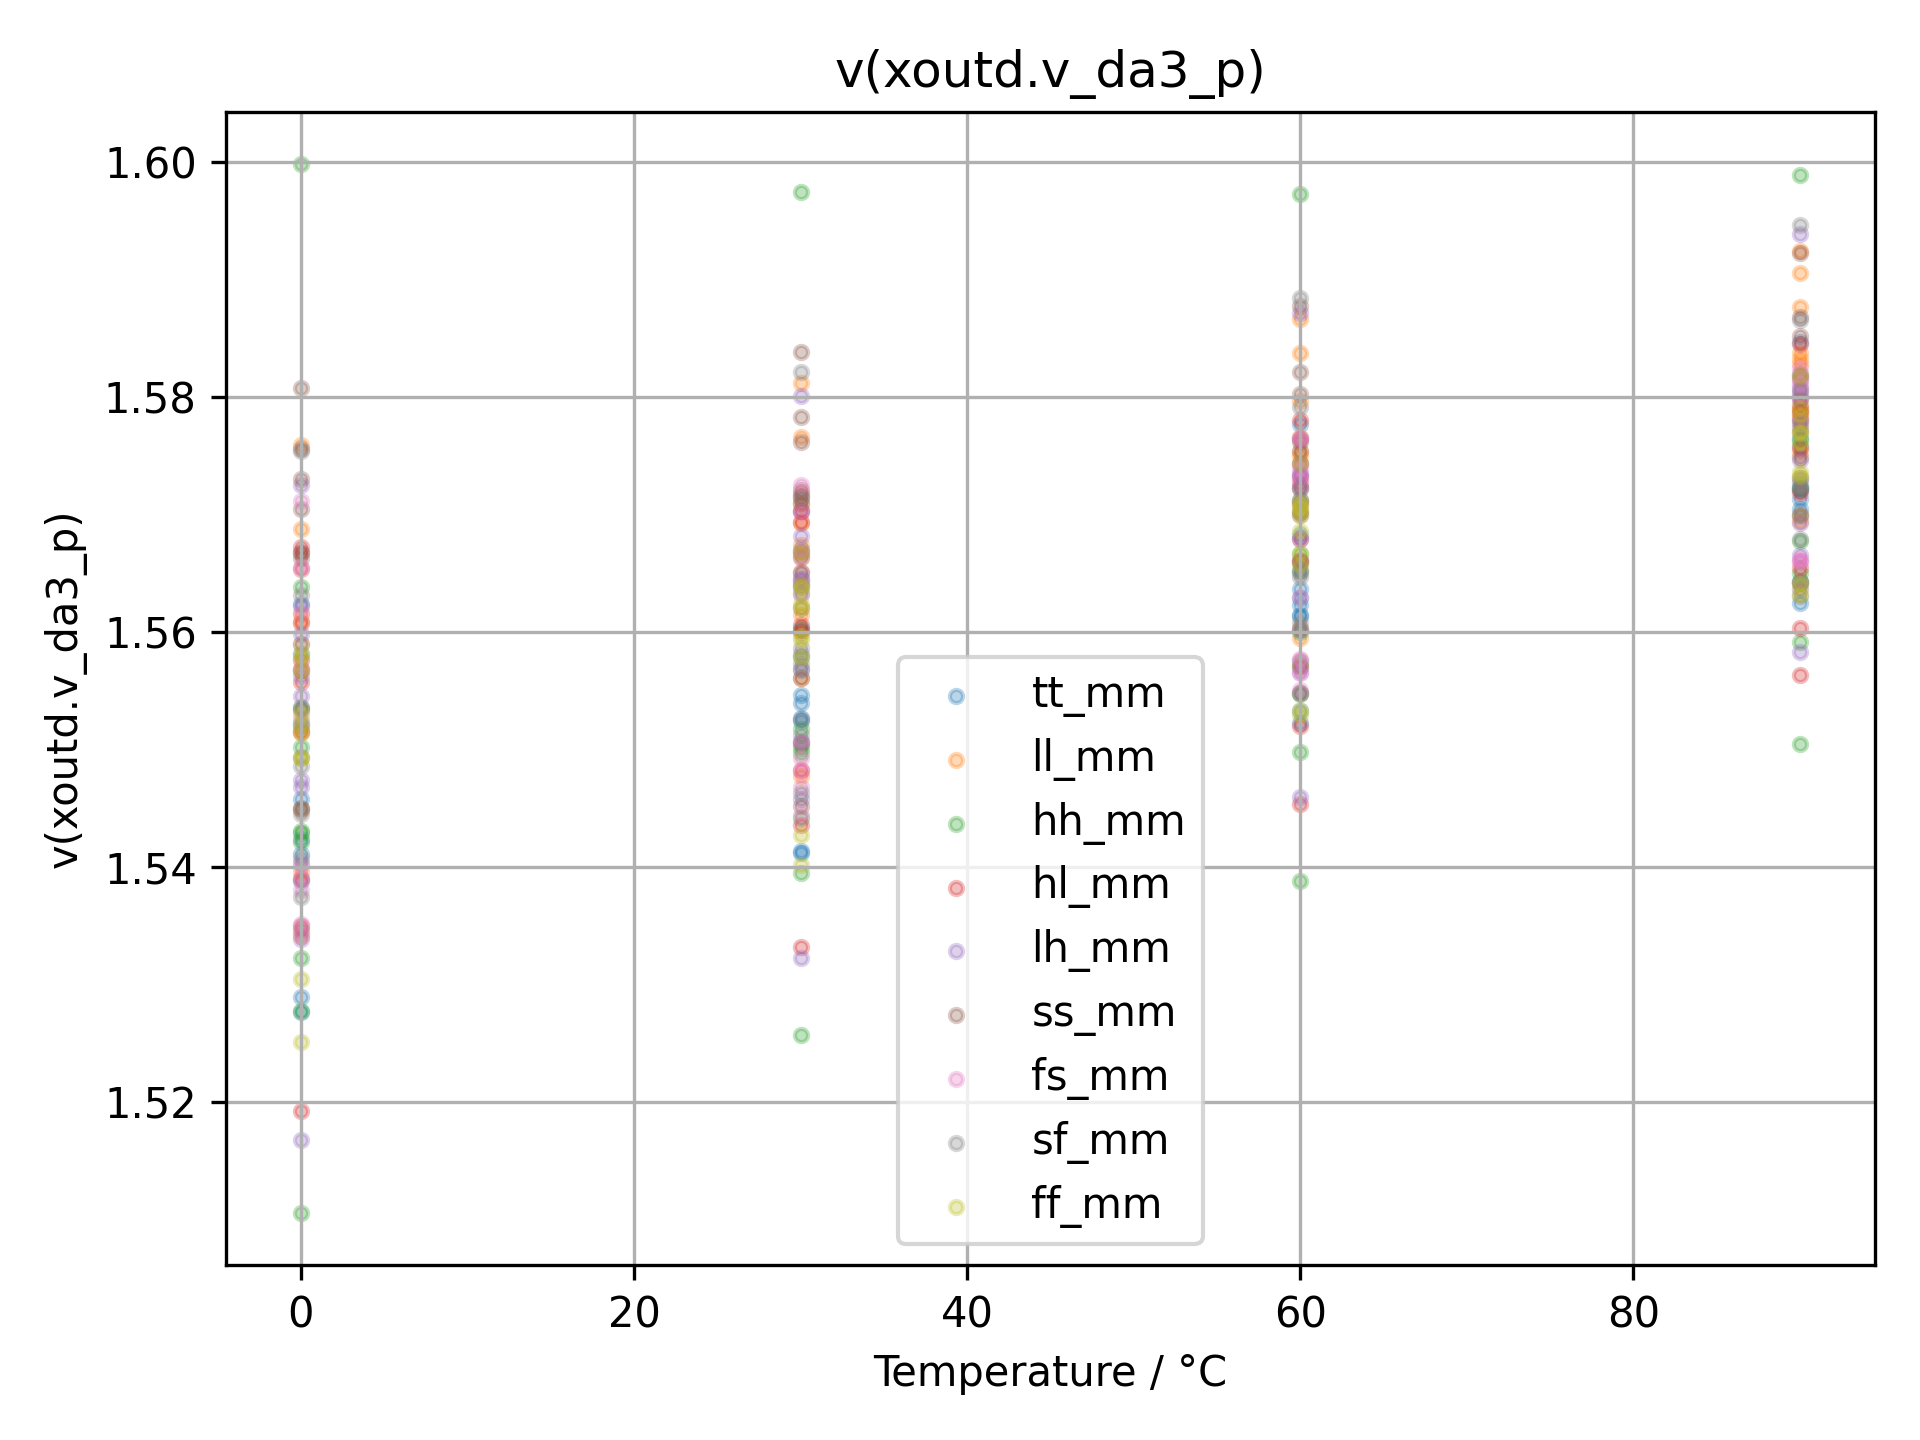 v(xoutd.v_da3_p)
v(xoutd.v_da3_p)
1.60
1.58
1.56
1.54
1.52
0
20
40
60
80
Temperature / °C
tt_mm
ll_mm
hh_mm
hl_mm
lh_mm
ss_mm
fs_mm
sf_mm
ff_mm